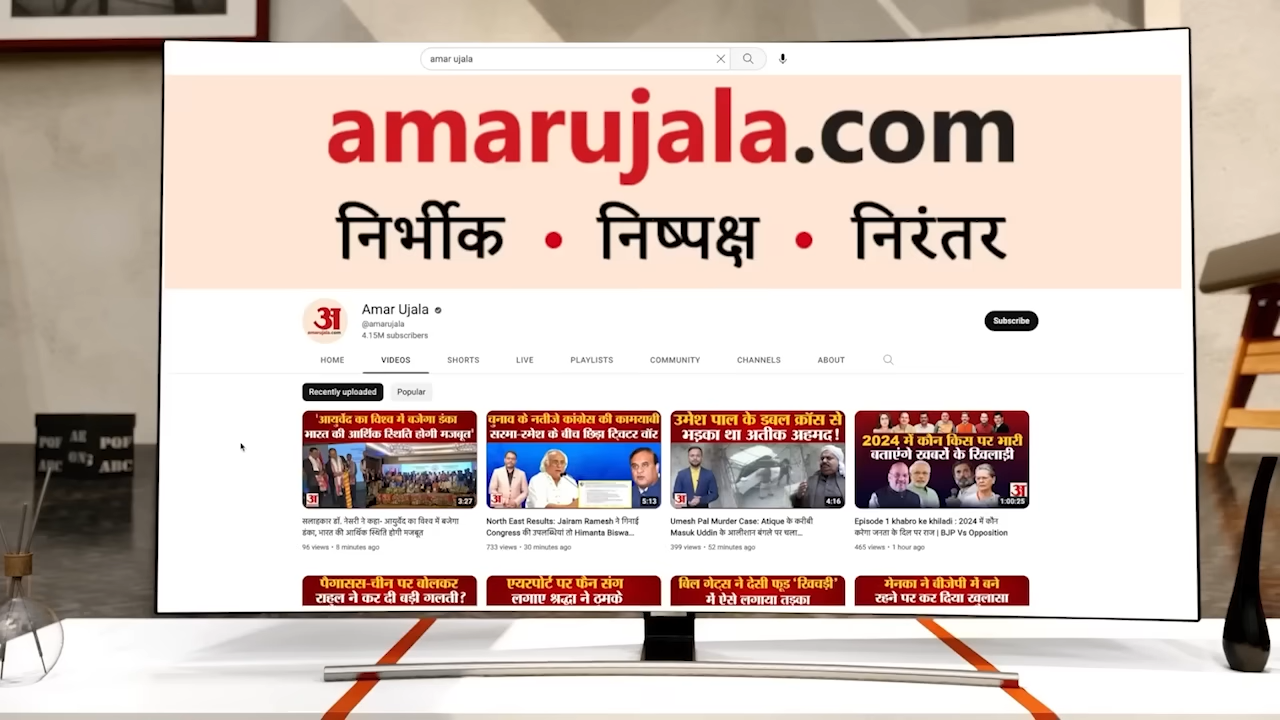 amar ujala
amarujala.com
निर्भीक • निष्पक्ष • निरंतर
अ
amarujala.com
Amar Ujala
@amarujala
4.15M subscribers
Subscribe
HOME VIDEOS SHORTS LIVE PLAYLISTS COMMUNITY CHANNELS ABOUT
Recently uploaded Popular
'आयुर्वेद का विश्व में बजेगा डंका
भारत की आर्थिक स्थिति होगी मजबूत'
अ
3:27
सलाहकार डॉ. नेसरी ने कहा- आयुर्वेद का विश्व में बजेगा
डंका, भारत की आर्थिक स्थिति होगी मजबूत
96 views • 8 minutes ago
चुनाव के नतीजे कांग्रेस की कामयाबी
सरमा-रमेश के बीच छिड़ा ट्विटर वॉर
अ
5:13
North East Results: Jairam Ramesh ने गिनाई
Congress की उपलब्धियां तो Himanta Biswa...
733 views • 30 minutes ago
उमेश पाल के डबल क्रॉस से
भड़का था अतीक अहमद!
अ
4:16
Umesh Pal Murder Case: Atique के करीबी
Masuk Uddin के आलीशान बंगले पर चला...
399 views • 52 minutes ago
2024 में कौन किस पर भारी
बताएंगे खबरों के खिलाड़ी
अ
1:00:25
Episode 1 khabro ke khiladi : 2024 में कौन
करेगा जनता के दिल पर राज | BJP Vs Opposition
465 views • 1 hour ago
पैगासस-चीन पर बोलकर
राहुल ने कर दी बड़ी गलती?
एयरपोर्ट पर फैन संग
लगाए श्रद्धा ने ठुमके
बिल गेट्स ने देसी फूड 'खिचड़ी'
में ऐसे लगाया तड़का
मेनका ने बीजेपी में बने
रहने पर कर दिया खुलासा